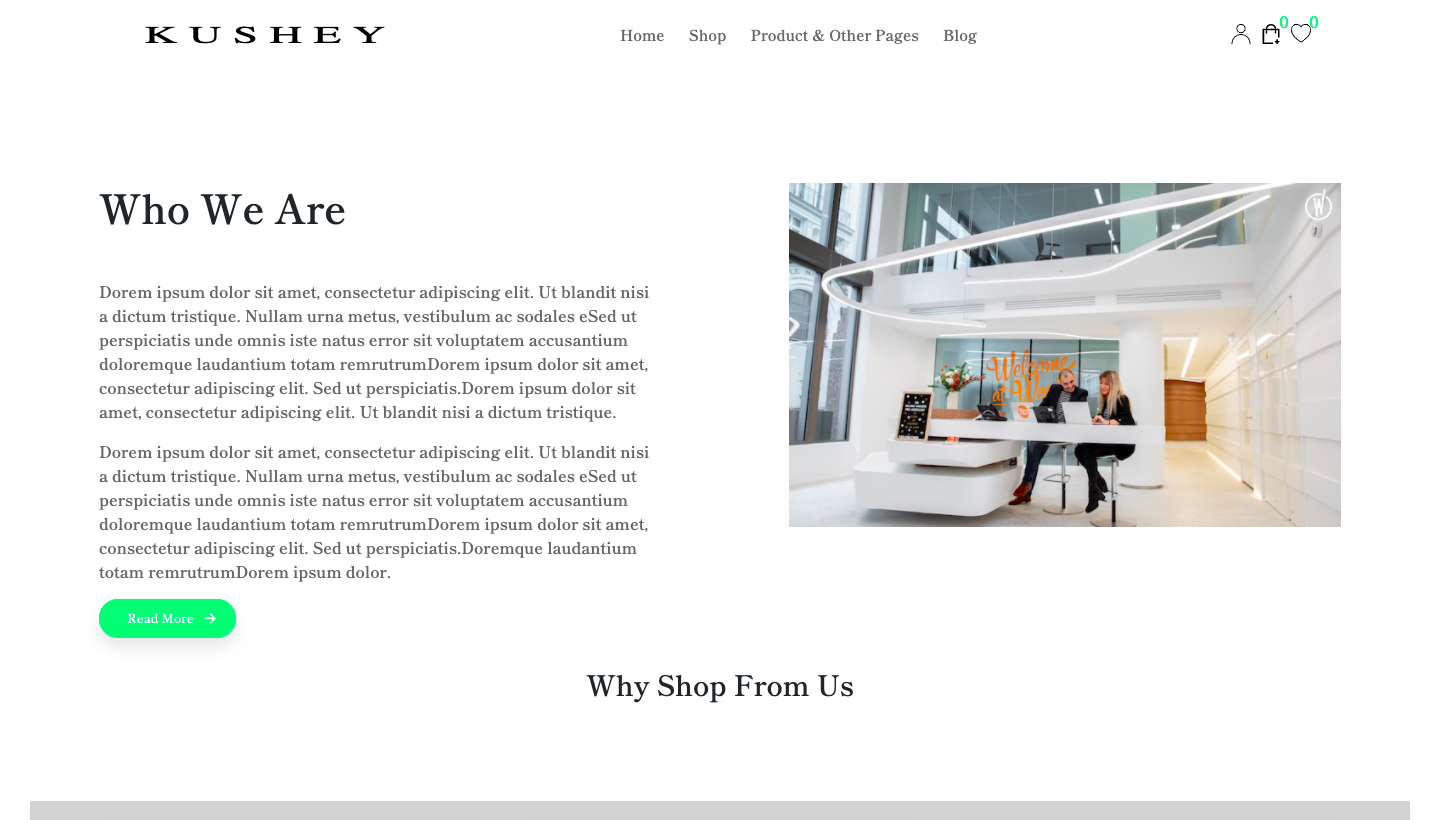 KUSHEY
Home Shop Product & Other Pages Blog
0 0
Who We Are
Dorem ipsum dolor sit amet, consectetur adipiscing elit. Ut blandit nisi
a dictum tristique. Nullam urna metus, vestibulum ac sodales eSed ut
perspiciatis unde omnis iste natus error sit voluptatem accusantium
doloremque laudantium totam remrutrumDorem ipsum dolor sit amet,
consectetur adipiscing elit. Sed ut perspiciatis.Dorem ipsum dolor sit
amet, consectetur adipiscing elit. Ut blandit nisi a dictum tristique.
Dorem ipsum dolor sit amet, consectetur adipiscing elit. Ut blandit nisi
a dictum tristique. Nullam urna metus, vestibulum ac sodales eSed ut
perspiciatis unde omnis iste natus error sit voluptatem accusantium
doloremque laudantium totam remrutrumDorem ipsum dolor sit amet,
consectetur adipiscing elit. Sed ut perspiciatis.Doremque laudantium
totam remrutrumDorem ipsum dolor.
Read More
W
Welcome
at Wo
Why Shop From Us